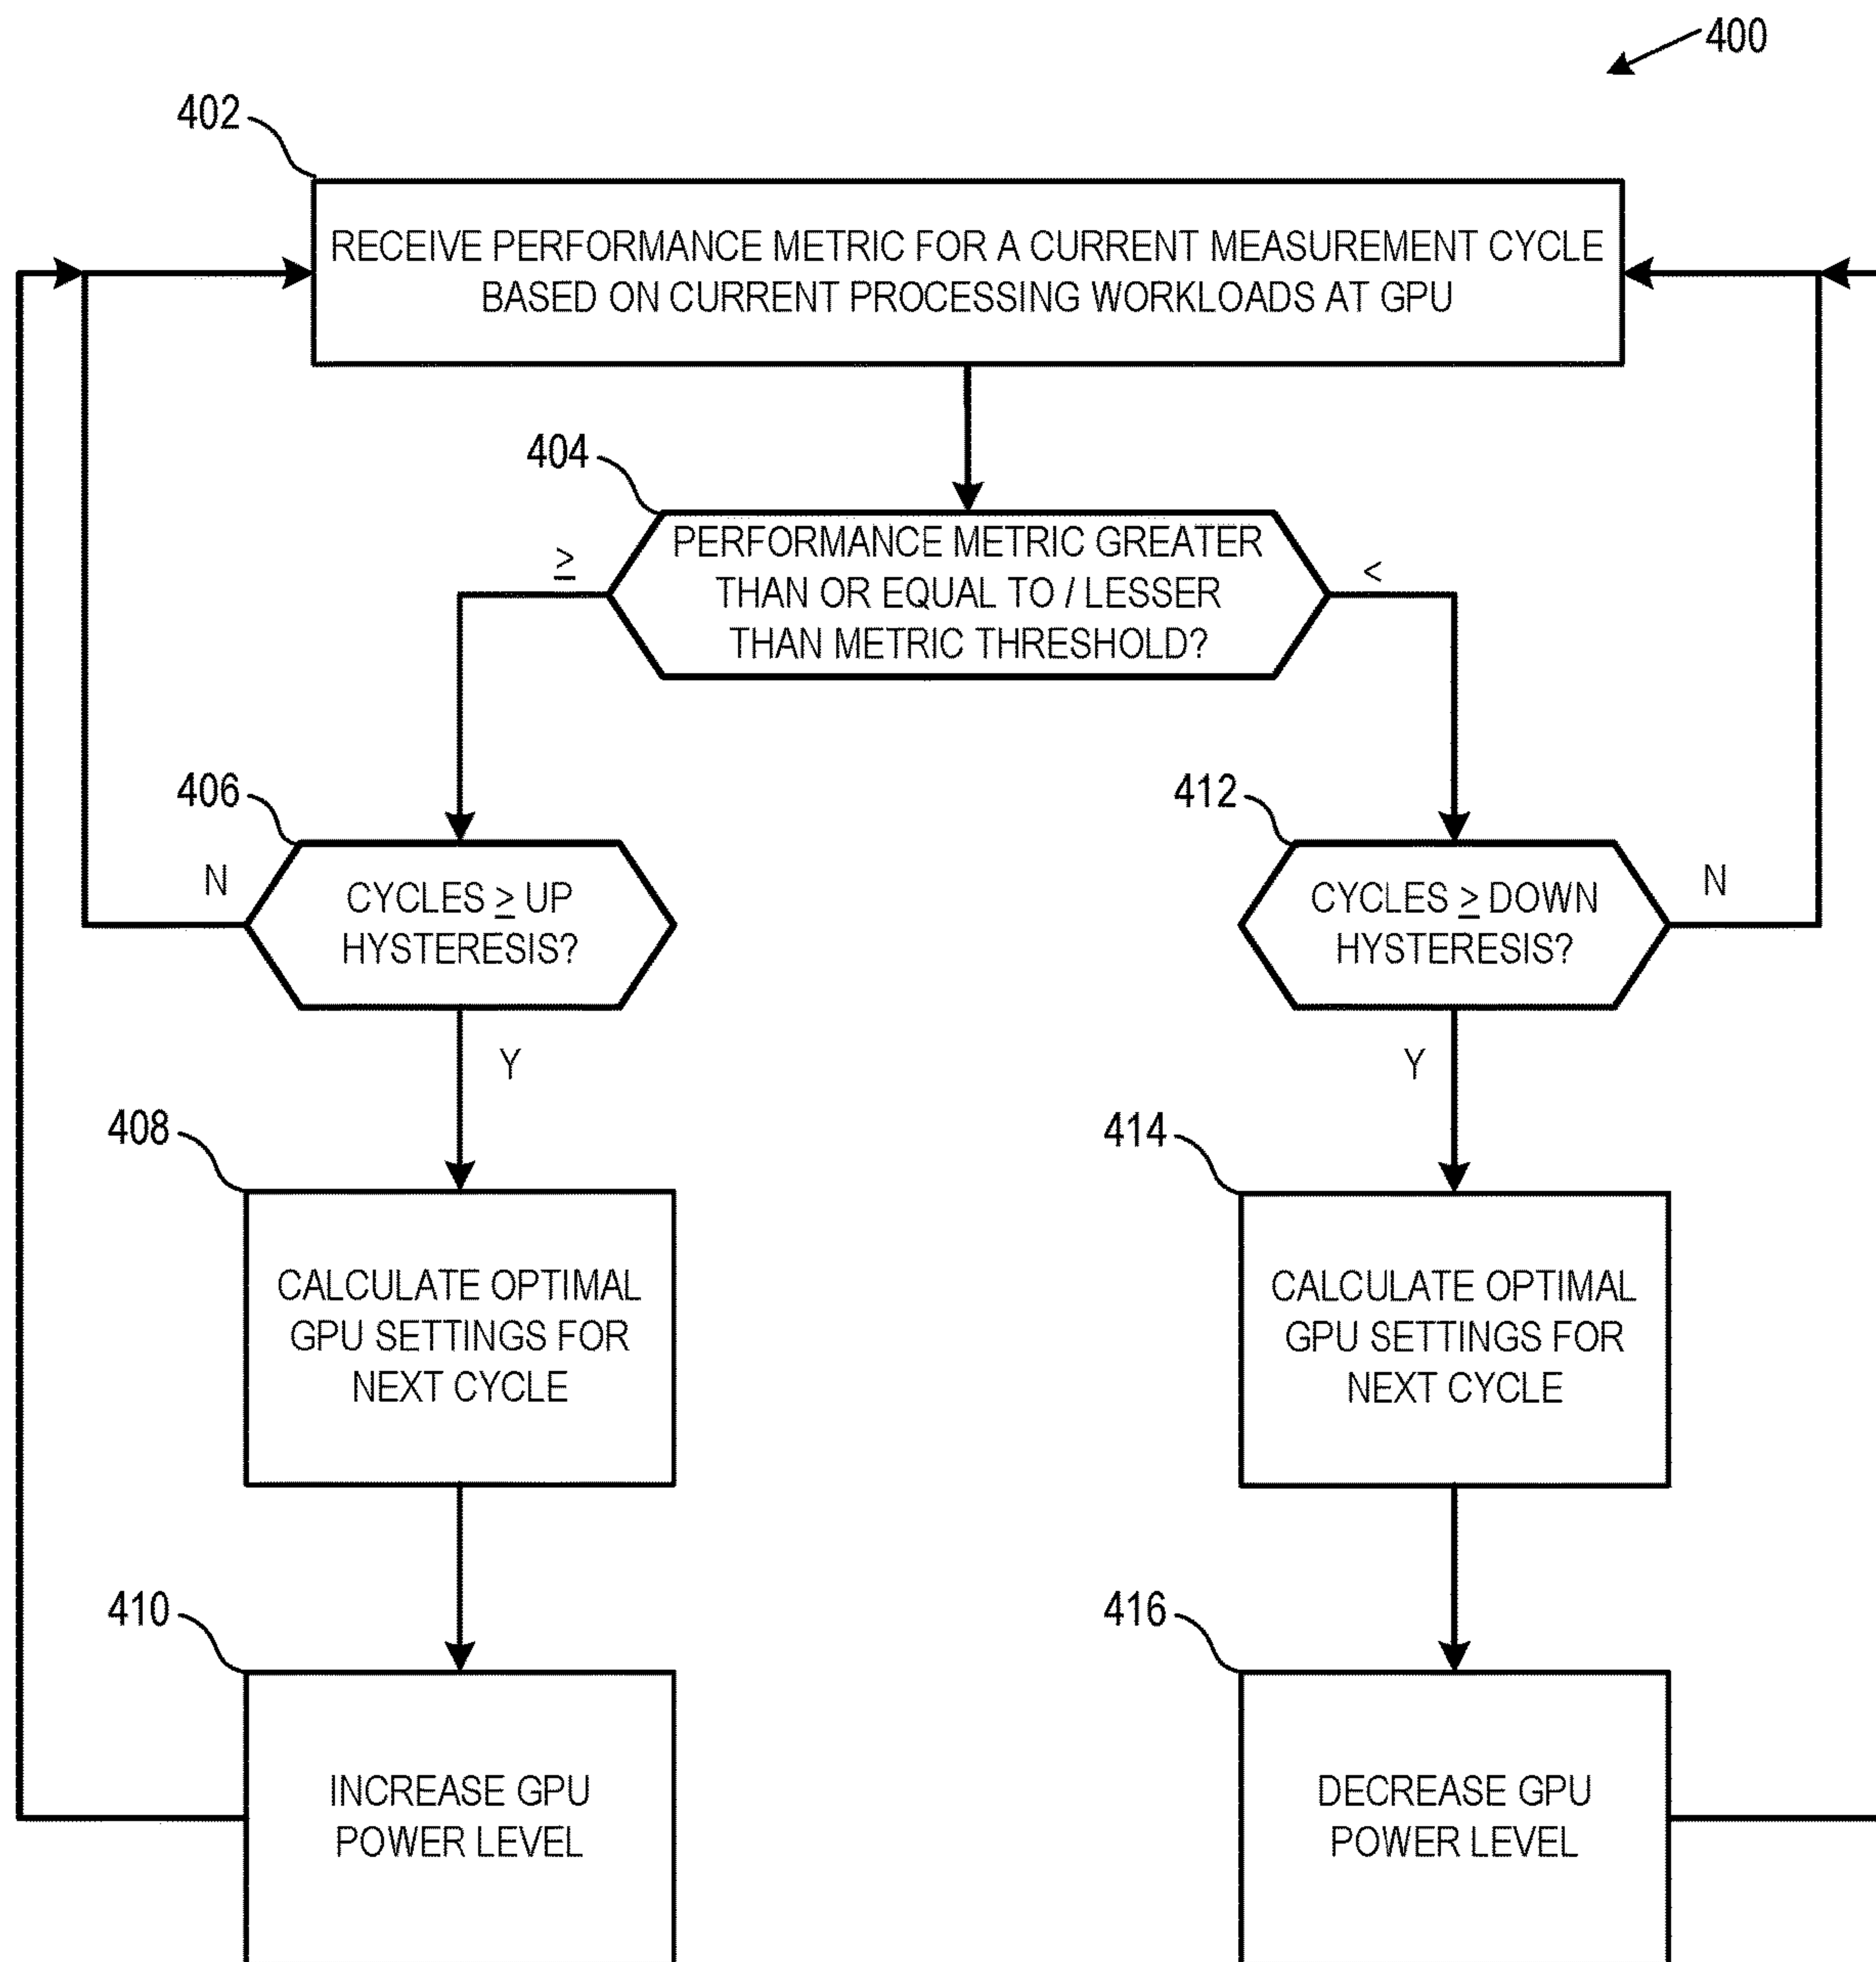 400
402
RECEIVE PERFORMANCE METRIC FOR A CURRENT MEASUREMENT CYCLE
BASED ON CURRENT PROCESSING WORKLOADS AT GPU
404
PERFORMANCE METRIC GREATER
THAN OR EQUAL TO / LESSER
THAN METRIC THRESHOLD?
≥
<
406
N
CYCLES ≥ UP
HYSTERESIS?
Y
412
CYCLES ≥ DOWN
HYSTERESIS?
N
Y
408
CALCULATE OPTIMAL
GPU SETTINGS FOR
NEXT CYCLE
414
CALCULATE OPTIMAL
GPU SETTINGS FOR
NEXT CYCLE
410
INCREASE GPU
POWER LEVEL
416
DECREASE GPU
POWER LEVEL